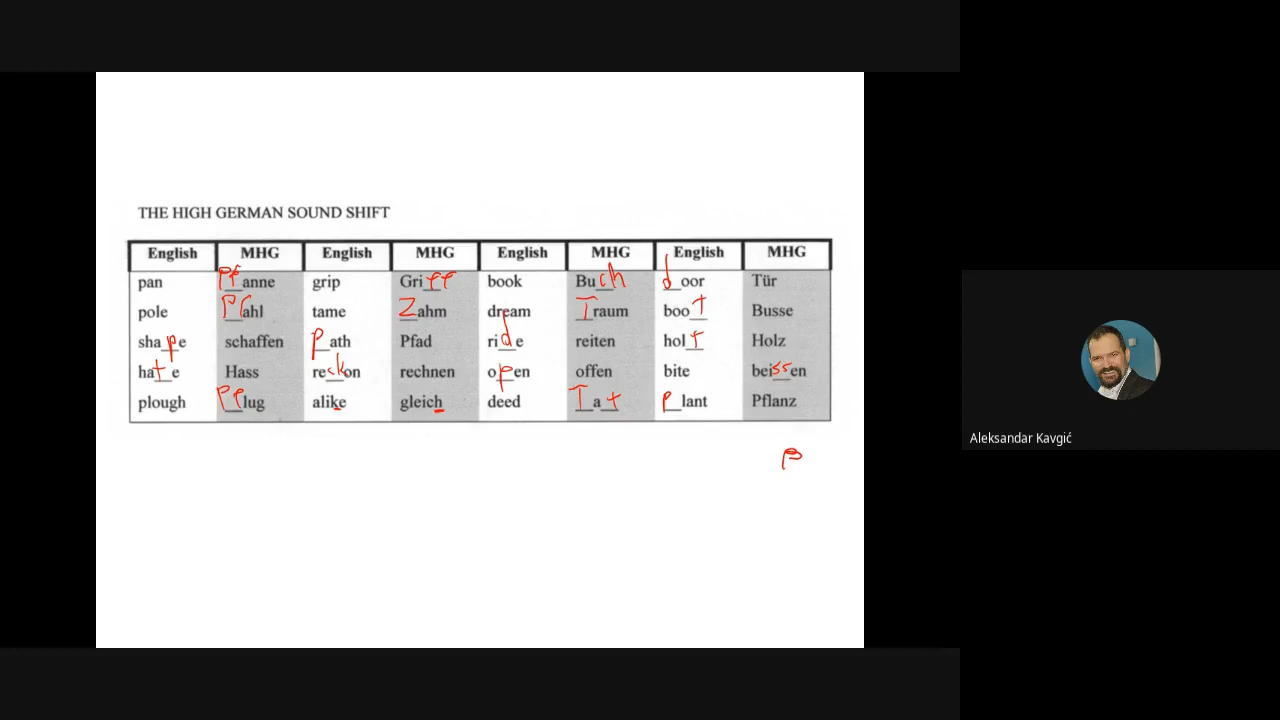 THE HIGH GERMAN SOUND SHIFT
English MHG English MHG English MHG English MHG
pan Pfanne grip Griff book Buch door Tür
pole Pfahl tame Zahm dream Traum boot Busse
shape schaffen path Pfad ride reiten holt Holz
hate Hass reckon rechnen open offen bite beissen
plough Pflug alike gleich deed Tat plant Pflanz
ß
Aleksandar Kavgić